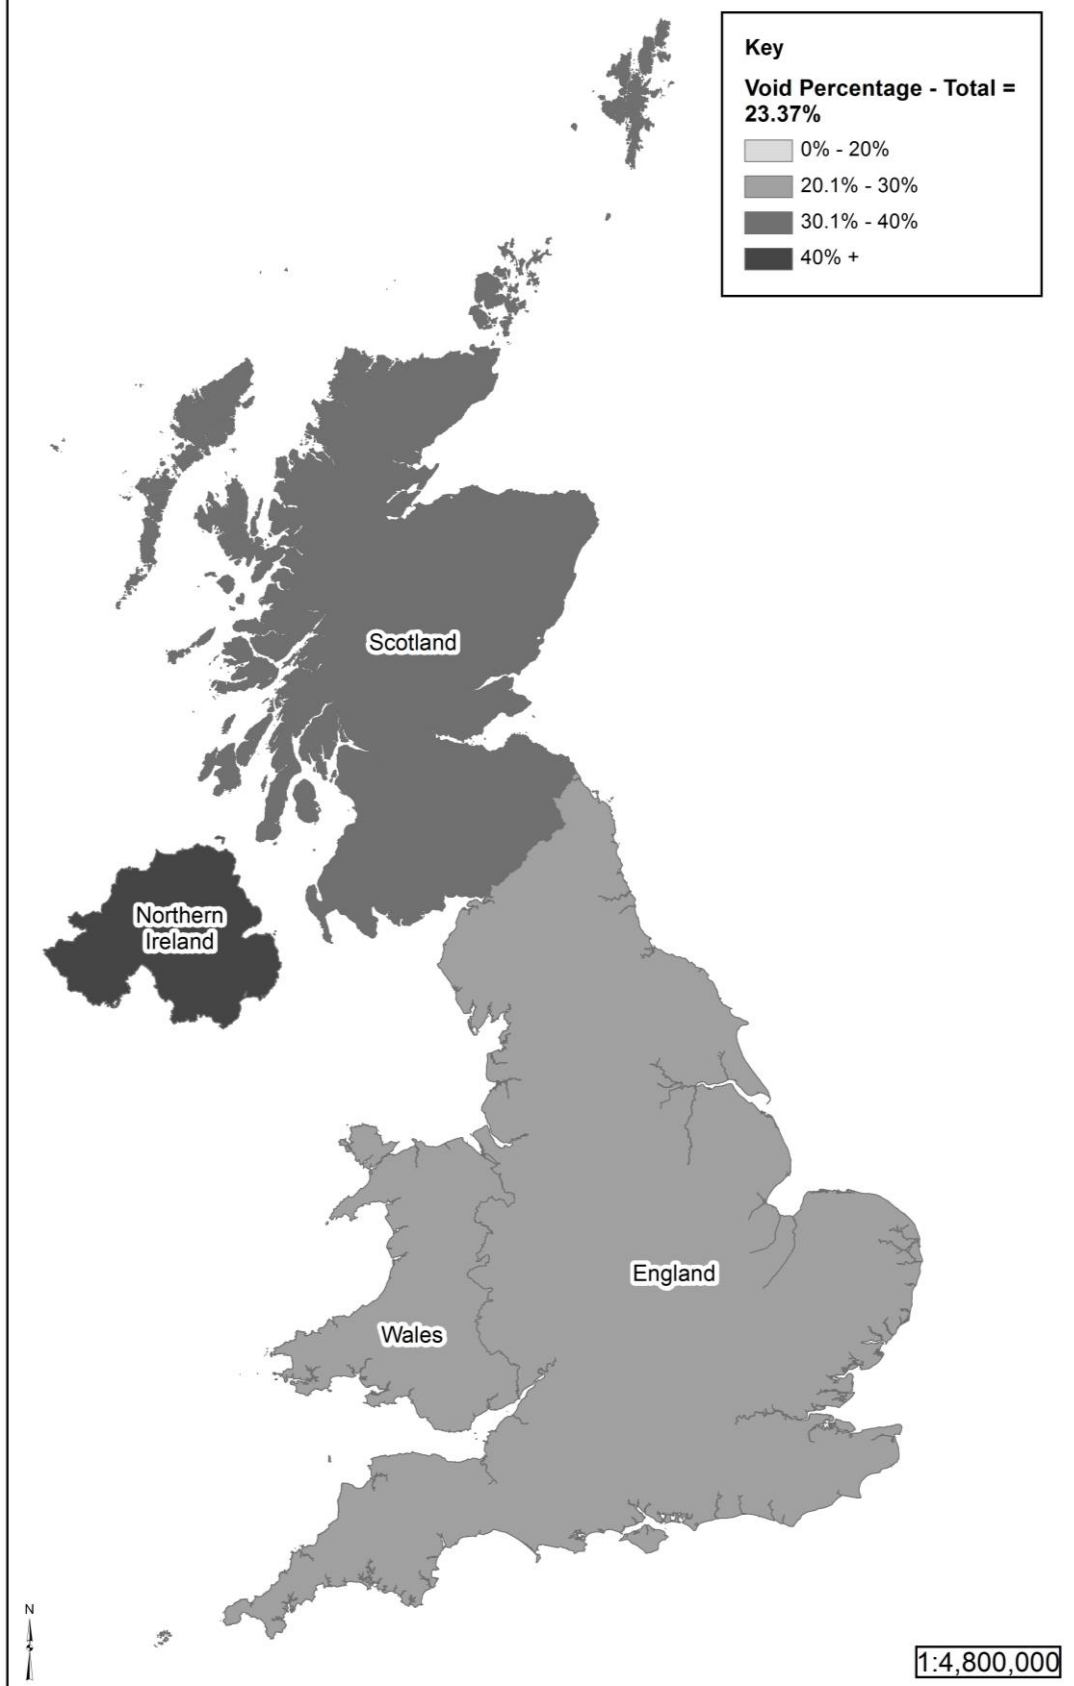 Key
Void Percentage - Total =
23.37%
0% - 20%
20.1% - 30%
30.1% - 40%
40% +
Scotland
Northern
Ireland
England
Wales
N
1:4,800,000